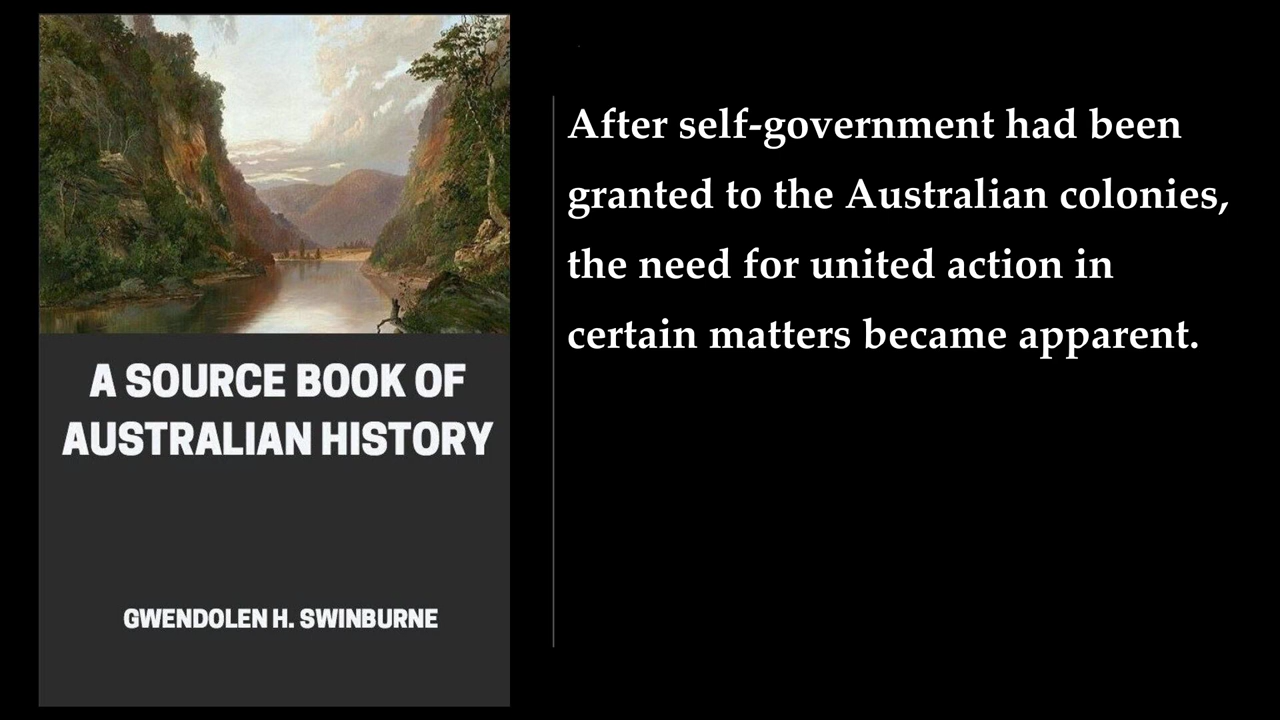 A SOURCE BOOK OF
AUSTRALIAN HISTORY
GWENDOLEN H. SWINBURNE
After self-government had been
granted to the Australian colonies,
the need for united action in
certain matters became apparent.